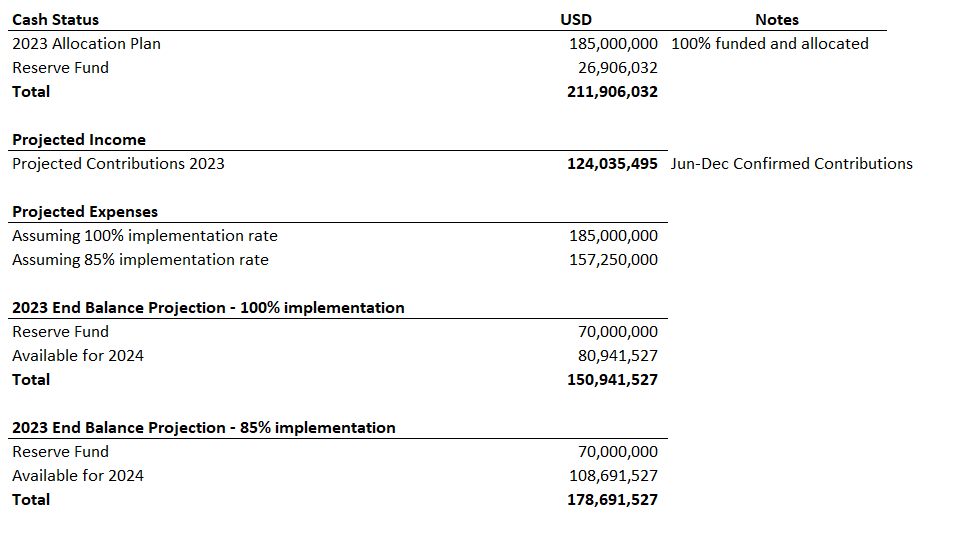 Cash Status USD Notes
2023 Allocation Plan 185,000,000 100% funded and allocated
Reserve Fund 26,906,032
Total 211,906,032
Projected Income
Projected Contributions 2023 124,035,495 Jun-Dec Confirmed Contributions
Projected Expenses
Assuming 100% implementation rate 185,000,000
Assuming 85% implementation rate 157,250,000
2023 End Balance Projection - 100% implementation
Reserve Fund 70,000,000
Available for 2024 80,941,527
Total 150,941,527
2023 End Balance Projection - 85% implementation
Reserve Fund 70,000,000
Available for 2024 108,691,527
Total 178,691,527